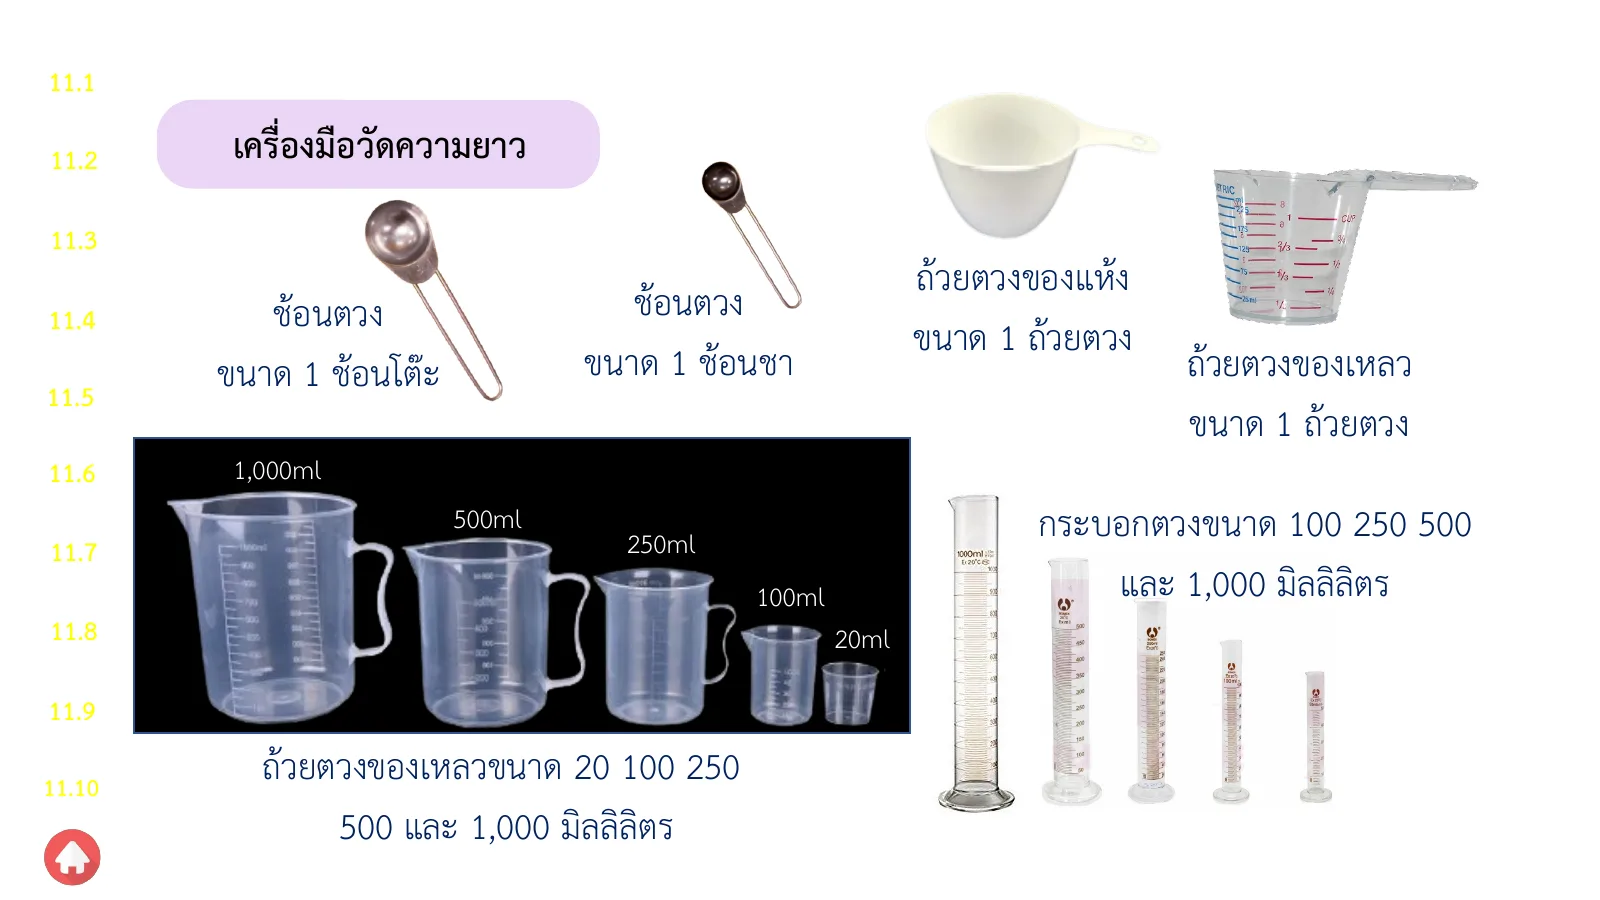 11.1
11.2
11.3
11.4
11.5
11.6
11.7
11.8
11.9
11.10
เครื่องมือวัดความยาว
ช้อนตวง
ขนาด 1 ช้อนโต๊ะ
ช้อนตวง
ขนาด 1 ช้อนชา
ถ้วยตวงของแห้ง
ขนาด 1 ถ้วยตวง
ถ้วยตวงของเหลว
ขนาด 1 ถ้วยตวง
1,000ml
500ml
250ml
100ml
20ml
ถ้วยตวงของเหลวขนาด 20 100 250
500 และ 1,000 มิลลิลิตร
กระบอกตวงขนาด 100 250 500
และ 1,000 มิลลิลิตร
1000ml
CUP